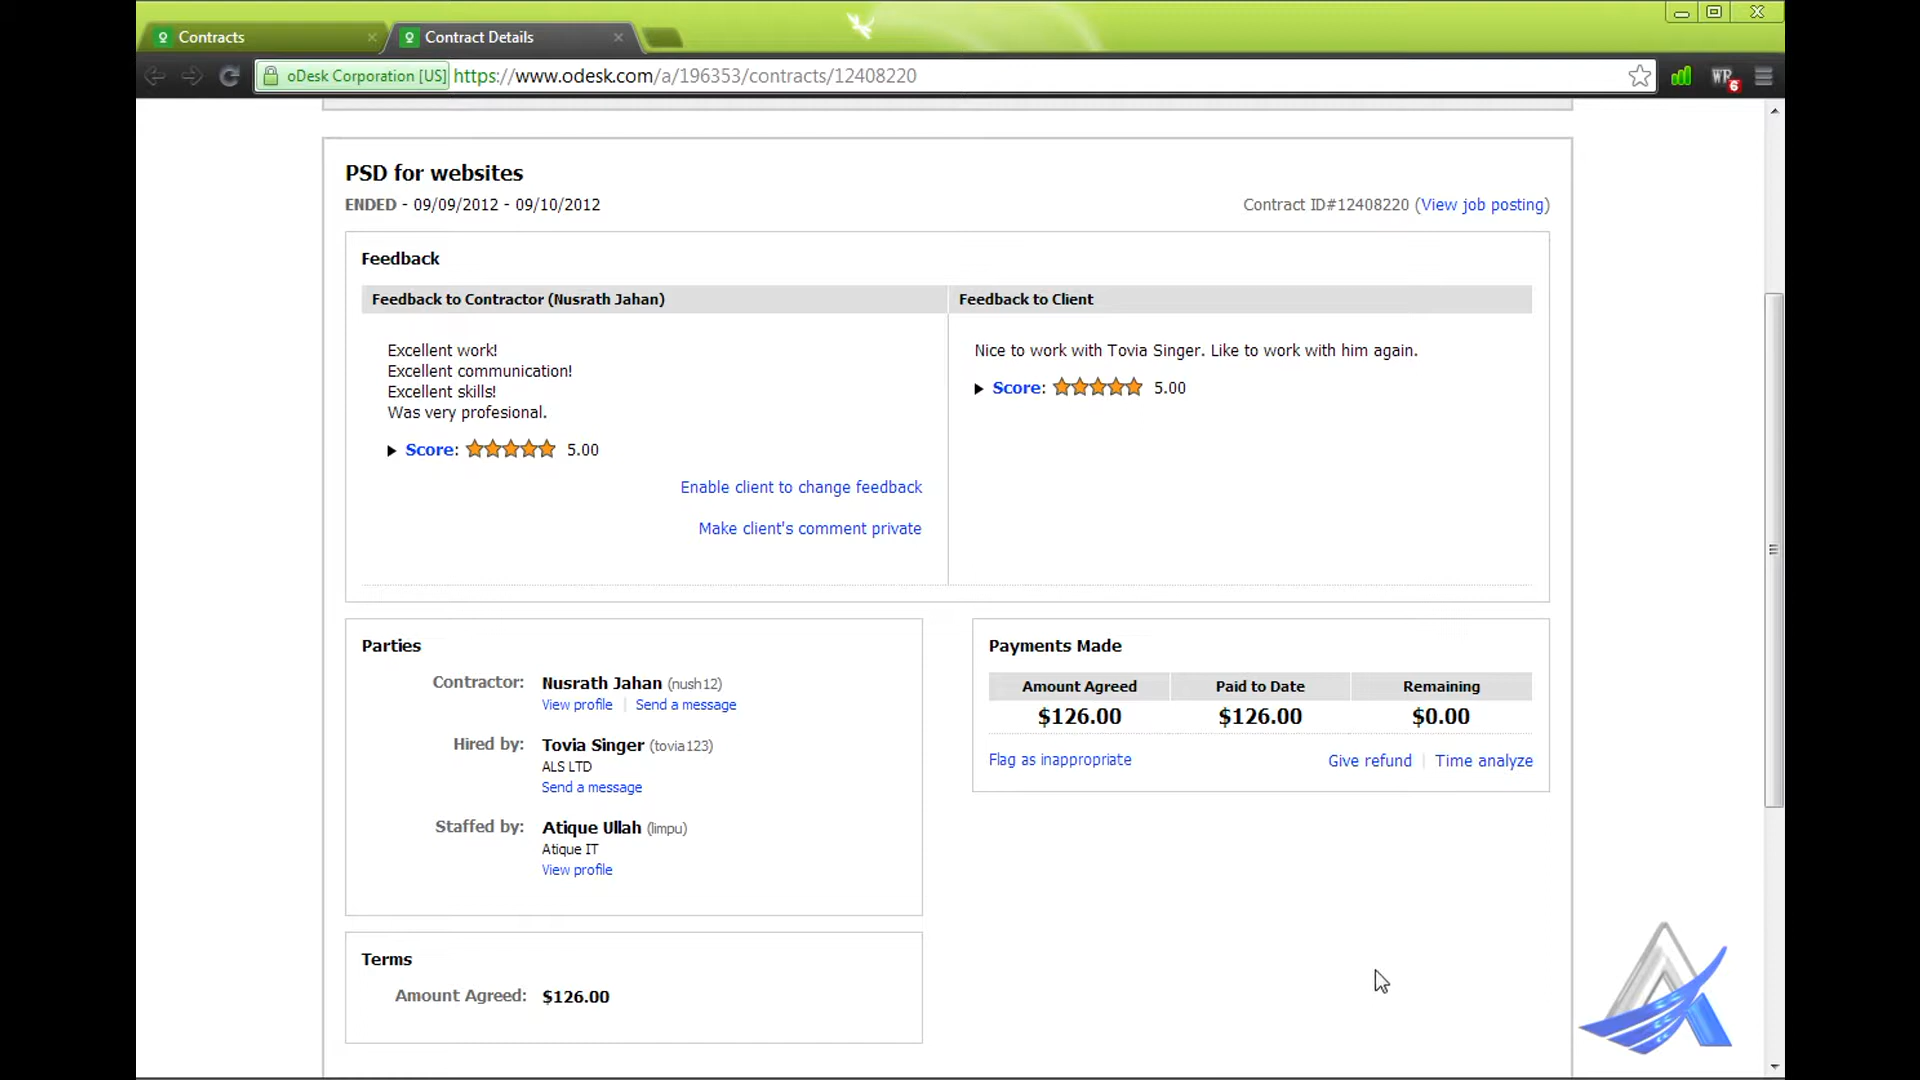 Contracts
Contract Details
oDesk Corporation [US] https://www.odesk.com/a/196353/contracts/12408220
WR 6
PSD for websites
ENDED - 09/09/2012 - 09/10/2012
Contract ID#12408220 (View job posting)
Feedback
Feedback to Contractor (Nusrath Jahan)
Feedback to Client
Excellent work!
Excellent communication!
Excellent skills!
Was very profesional.
Score: 5.00
Enable client to change feedback
Make client's comment private
Nice to work with Tovia Singer. Like to work with him again.
Score: 5.00
Parties
Contractor: Nusrath Jahan (nush12)
View profile | Send a message
Hired by: Tovia Singer (tovia123)
ALS LTD
Send a message
Staffed by: Atique Ullah (limpu)
Atique IT
View profile
Payments Made
Amount Agreed Paid to Date Remaining
$126.00 $126.00 $0.00
Flag as inappropriate
Give refund | Time analyze
Terms
Amount Agreed: $126.00